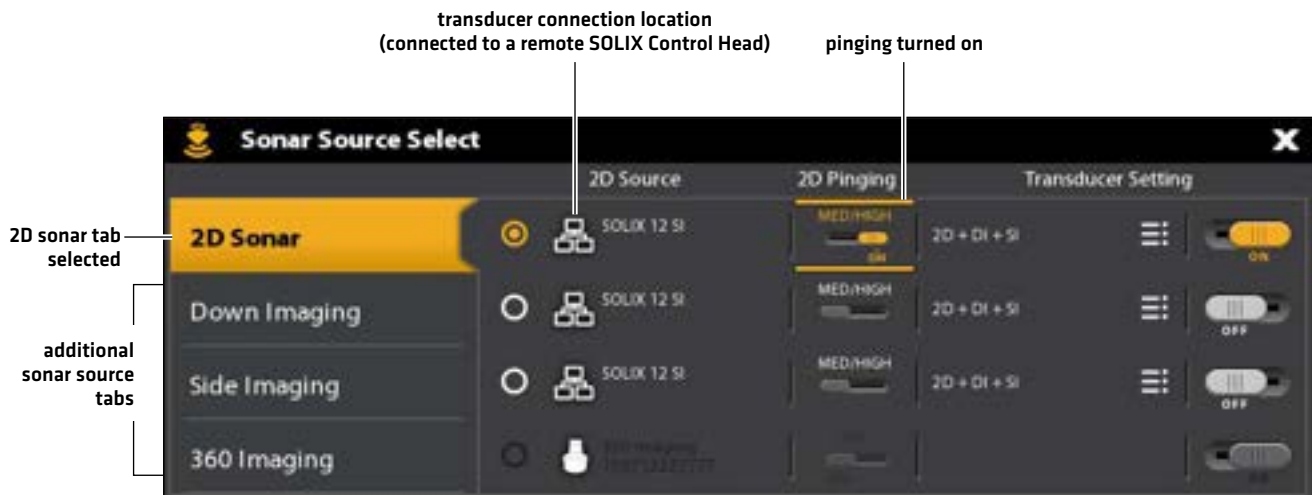 transducer connection location
(connected to a remote SOLIX Control Head)
pinging turned on
Sonar Source Select
X
2D Source
2D Pinging
Transducer Setting
2D sonar tab
selected
2D Sonar
SOLIX 12 SI
MED/HIGH
ON
2D + DI + SI
ON
additional
sonar source
tabs
Down Imaging
SOLIX 12 SI
MED/HIGH
2D + DI + SI
OFF
Side Imaging
SOLIX 12 SI
MED/HIGH
2D + DI + SI
OFF
360 Imaging
360 Imaging